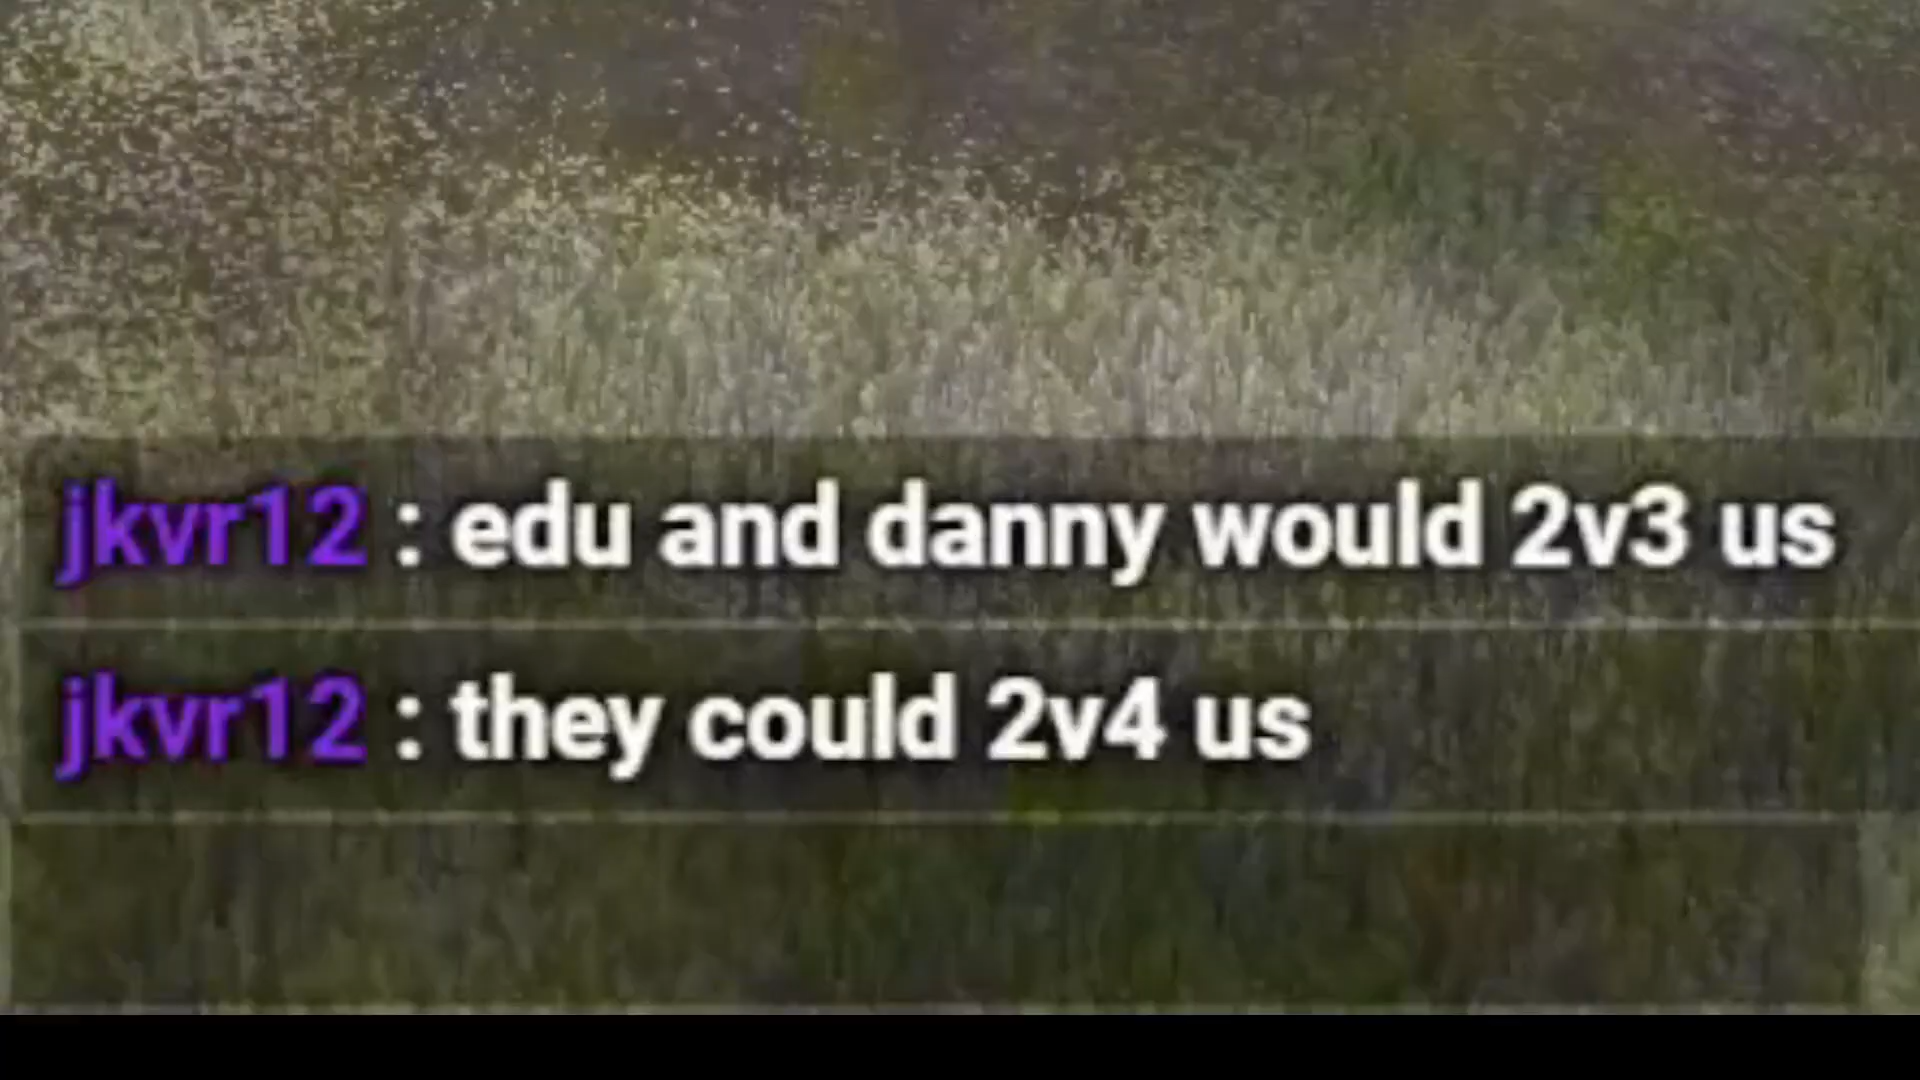 jkvr12 : edu and danny would 2v3 us
jkvr12 : they could 2v4 us